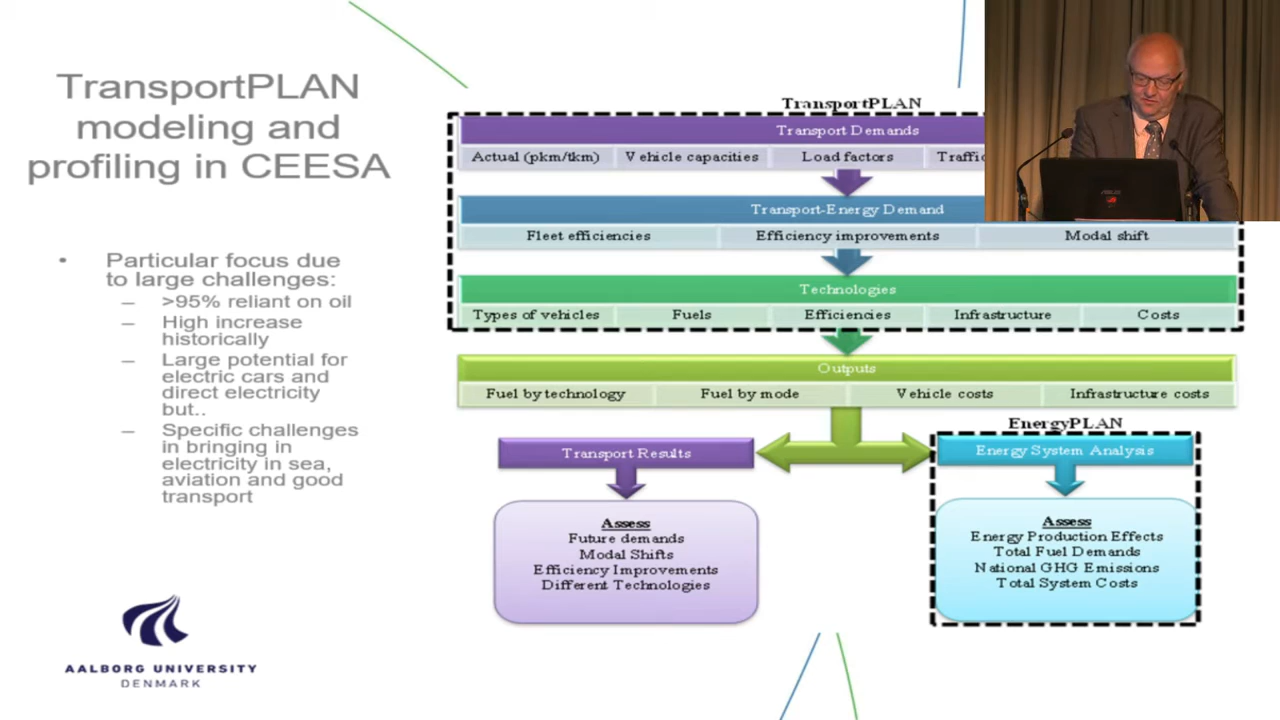 TransportPLAN
modeling and
profiling in CEESA
• Particular focus due
to large challenges:
– >95% reliant on oil
– High increase
historically
– Large potential for
electric cars and
direct electricity
but..
– Specific challenges
in bringing in
electricity in sea,
aviation and good
transport
AALBORG UNIVERSITY
DENMARK
TransportPLAN
Transport Demands
Actual (pkm/tkm) Vehicle capacities Load factors
Transport-Energy Demand
Fleet efficiencies Efficiency improvements Modal shift
Technologies
Types of vehicles Fuels Efficiencies Infrastructure Costs
Outputs
Fuel by technology Fuel by mode Vehicle costs Infrastructure costs
Transport Results
Assess
Future demands
Modal Shifts
Efficiency Improvements
Different Technologies
EnergyPLAN
Energy System Analysis
Assess
Energy Production Effects
Total Fuel Demands
National GHG Emissions
Total System Costs
ASUS